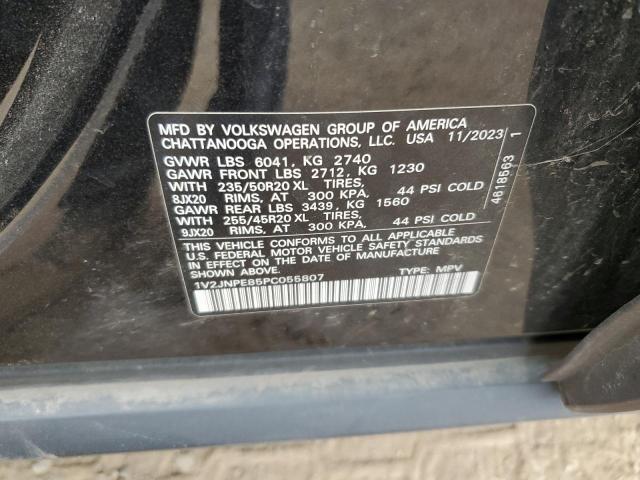 MFD BY VOLKSWAGEN GROUP OF AMERICA
CHATTANOOGA OPERATIONS, LLC. USA 11/2023
GVWR LBS 6041, KG 2740
GAWR FRONT LBS 2712, KG 1230
WITH 235/50R20 XL TIRES,
8JX20 RIMS, AT 300 KPA, 44 PSI COLD
GAWR REAR LBS 3439, KG 1560
WITH 255/45R20 XL TIRES,
9JX20 RIMS, AT 300 KPA, 44 PSI COLD
THIS VEHICLE CONFORMS TO ALL APPLICABLE
U.S. FEDERAL MOTOR VEHICLE SAFETY STANDARDS
IN EFFECT ON THE DATE OF MANUFACTURE
SHOWN ABOVE.
1V2JNPE85PC055807 TYPE: MPV
4618563 1